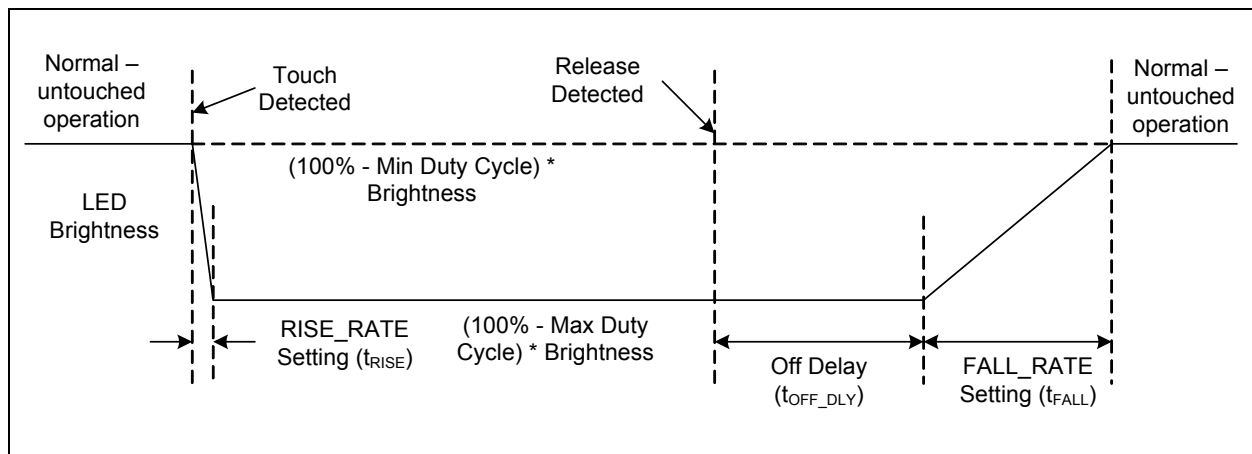 Normal –
untouched
operation
Touch
Detected
Release
Detected
Normal –
untouched
operation
(100% - Min Duty Cycle) *
Brightness
LED
Brightness
RISE_RATE
Setting (tRISE)
(100% - Max Duty
Cycle) * Brightness
Off Delay
(tOFF_DLY)
FALL_RATE
Setting (tFALL)